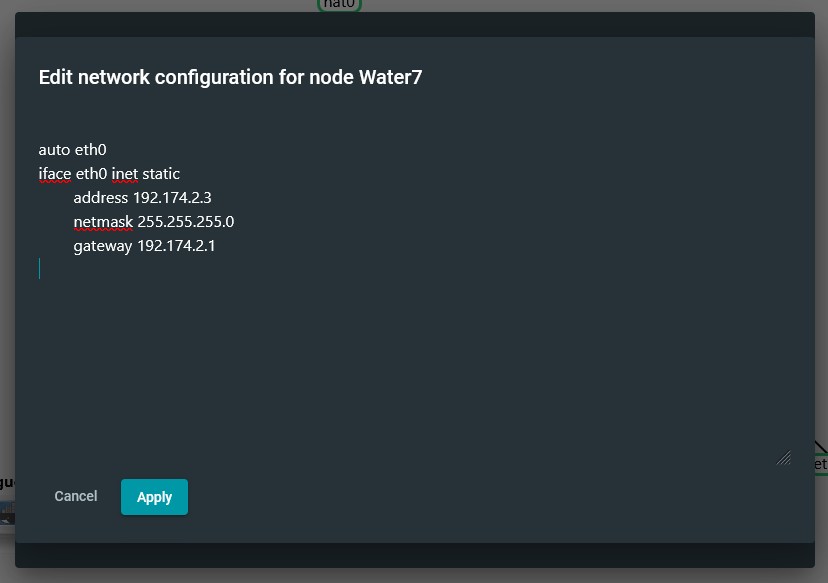 nat0
Edit network configuration for node Water7
auto eth0
iface eth0 inet static
address 192.174.2.3
netmask 255.255.255.0
gateway 192.174.2.1
Cancel
Apply